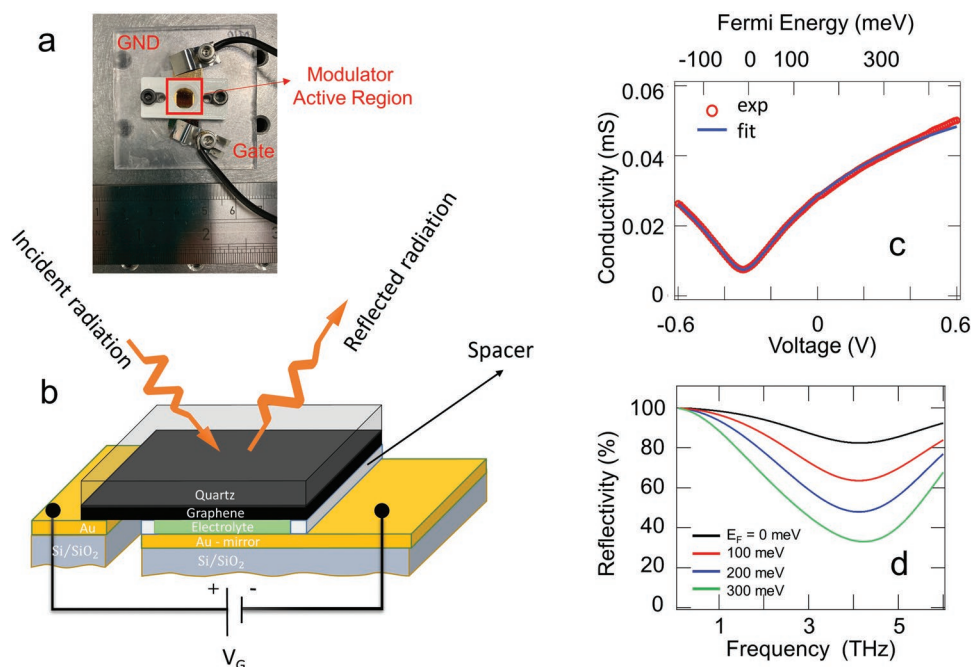 a
GND
Modulator
Active Region
Gate
Incident radiation
Reflected radiation
b
Spacer
Quartz
Graphene
Electrolyte
Au
Au - mirror
Si/SiO₂
Si/SiO₂
+ -
V_G
Fermi Energy (meV)
-100 0 100 300
0.06
0.04
0.02
0
Conductivity (mS)
exp
fit
c
-0.6 0 0.6
Voltage (V)
100
80
60
40
20
0
Reflectivity (%)
E_F = 0 meV
100 meV
200 meV
300 meV
d
1 3 5
Frequency (THz)